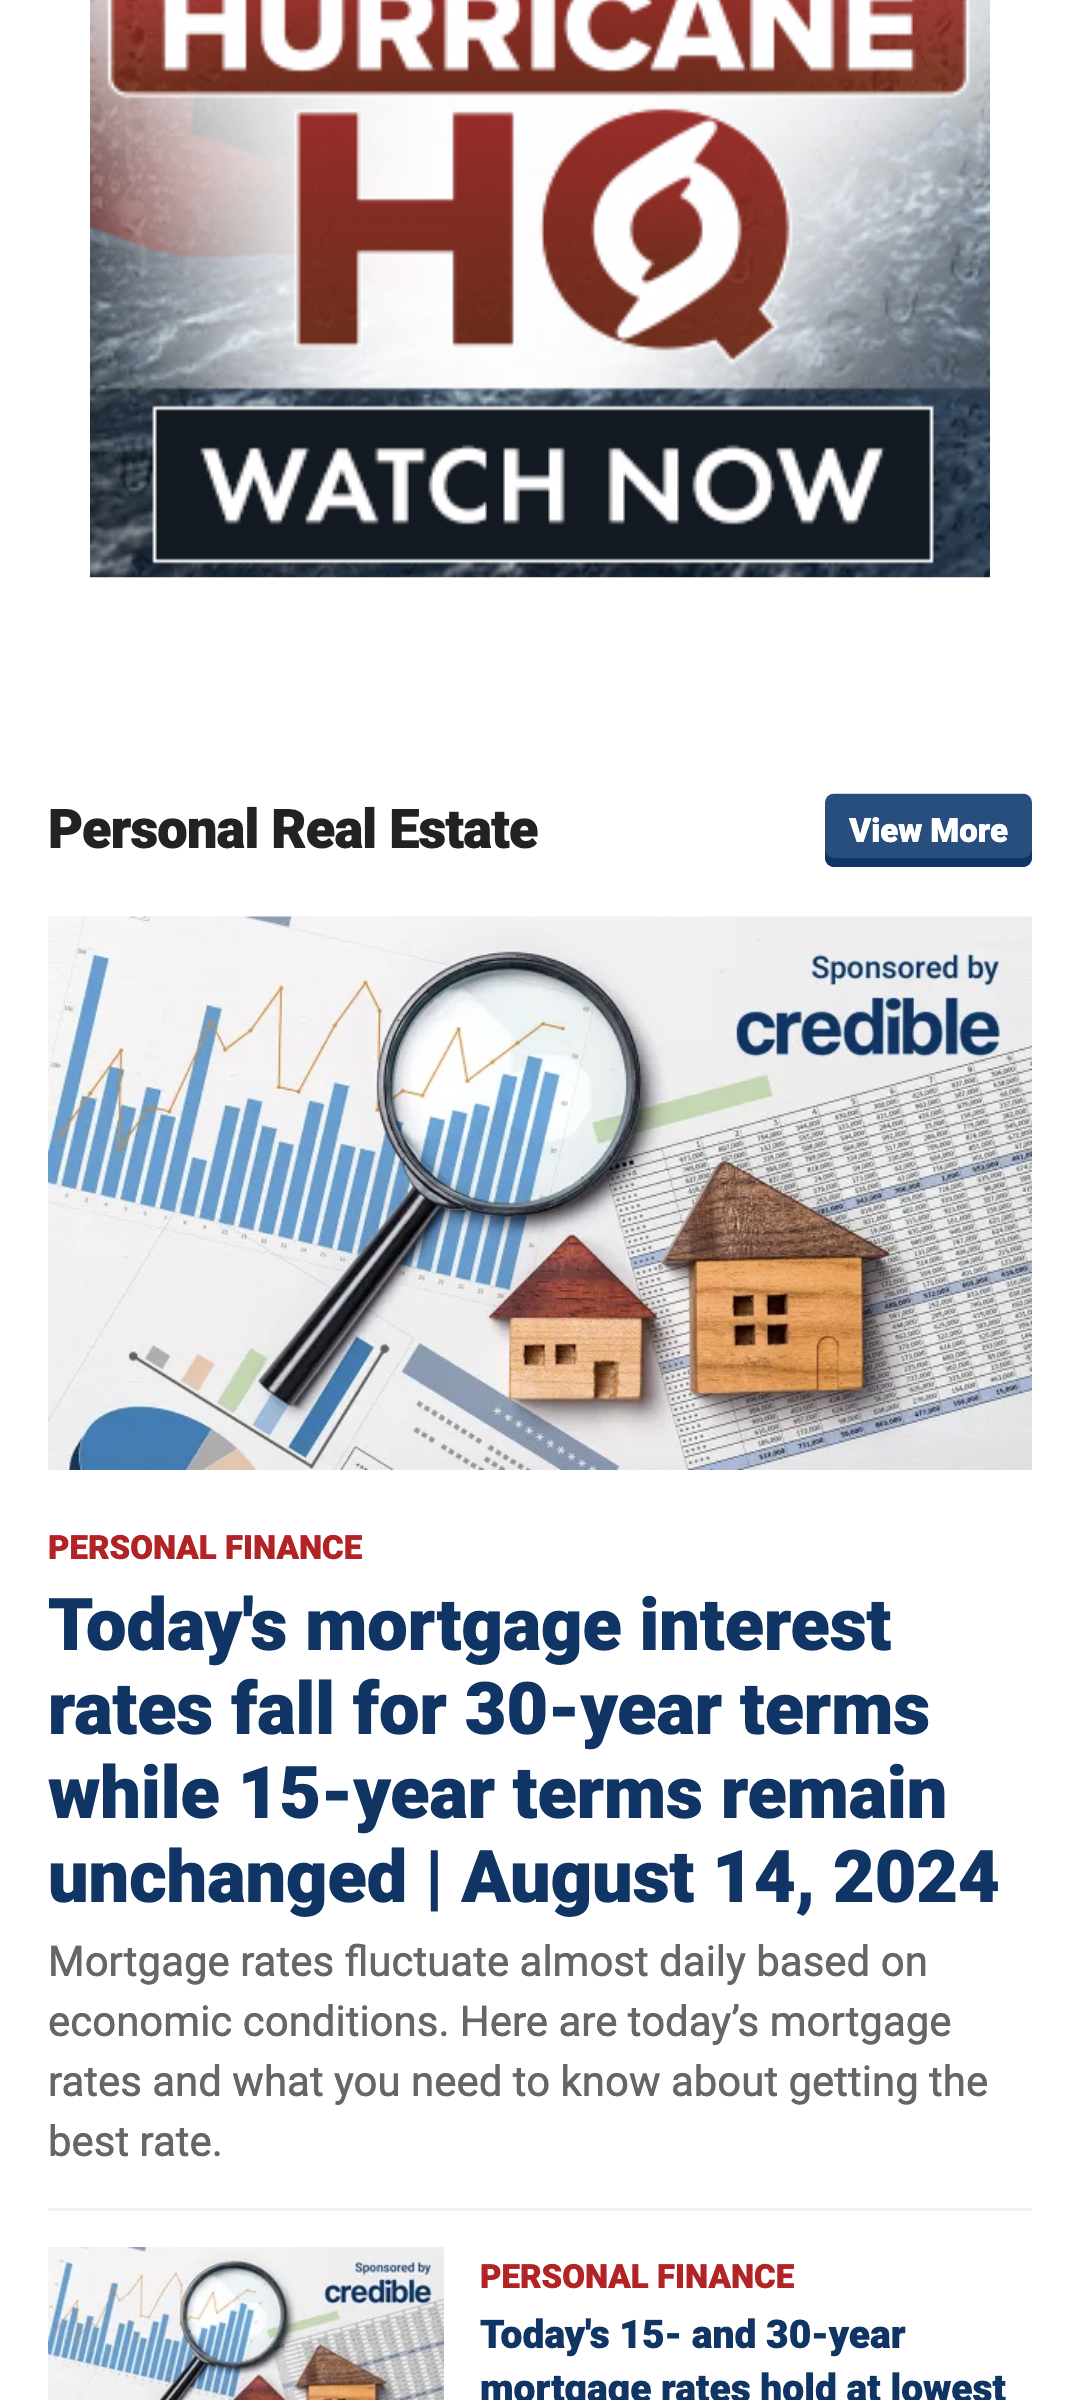 HURRICANE
HQ
WATCH NOW
Personal Real Estate
View More
Sponsored by
credible
PERSONAL FINANCE
Today's mortgage interest
rates fall for 30-year terms
while 15-year terms remain
unchanged | August 14, 2024
Mortgage rates fluctuate almost daily based on
economic conditions. Here are today’s mortgage
rates and what you need to know about getting the
best rate.
Sponsored by
credible
PERSONAL FINANCE
Today's 15- and 30-year
mortgage rates hold at lowest